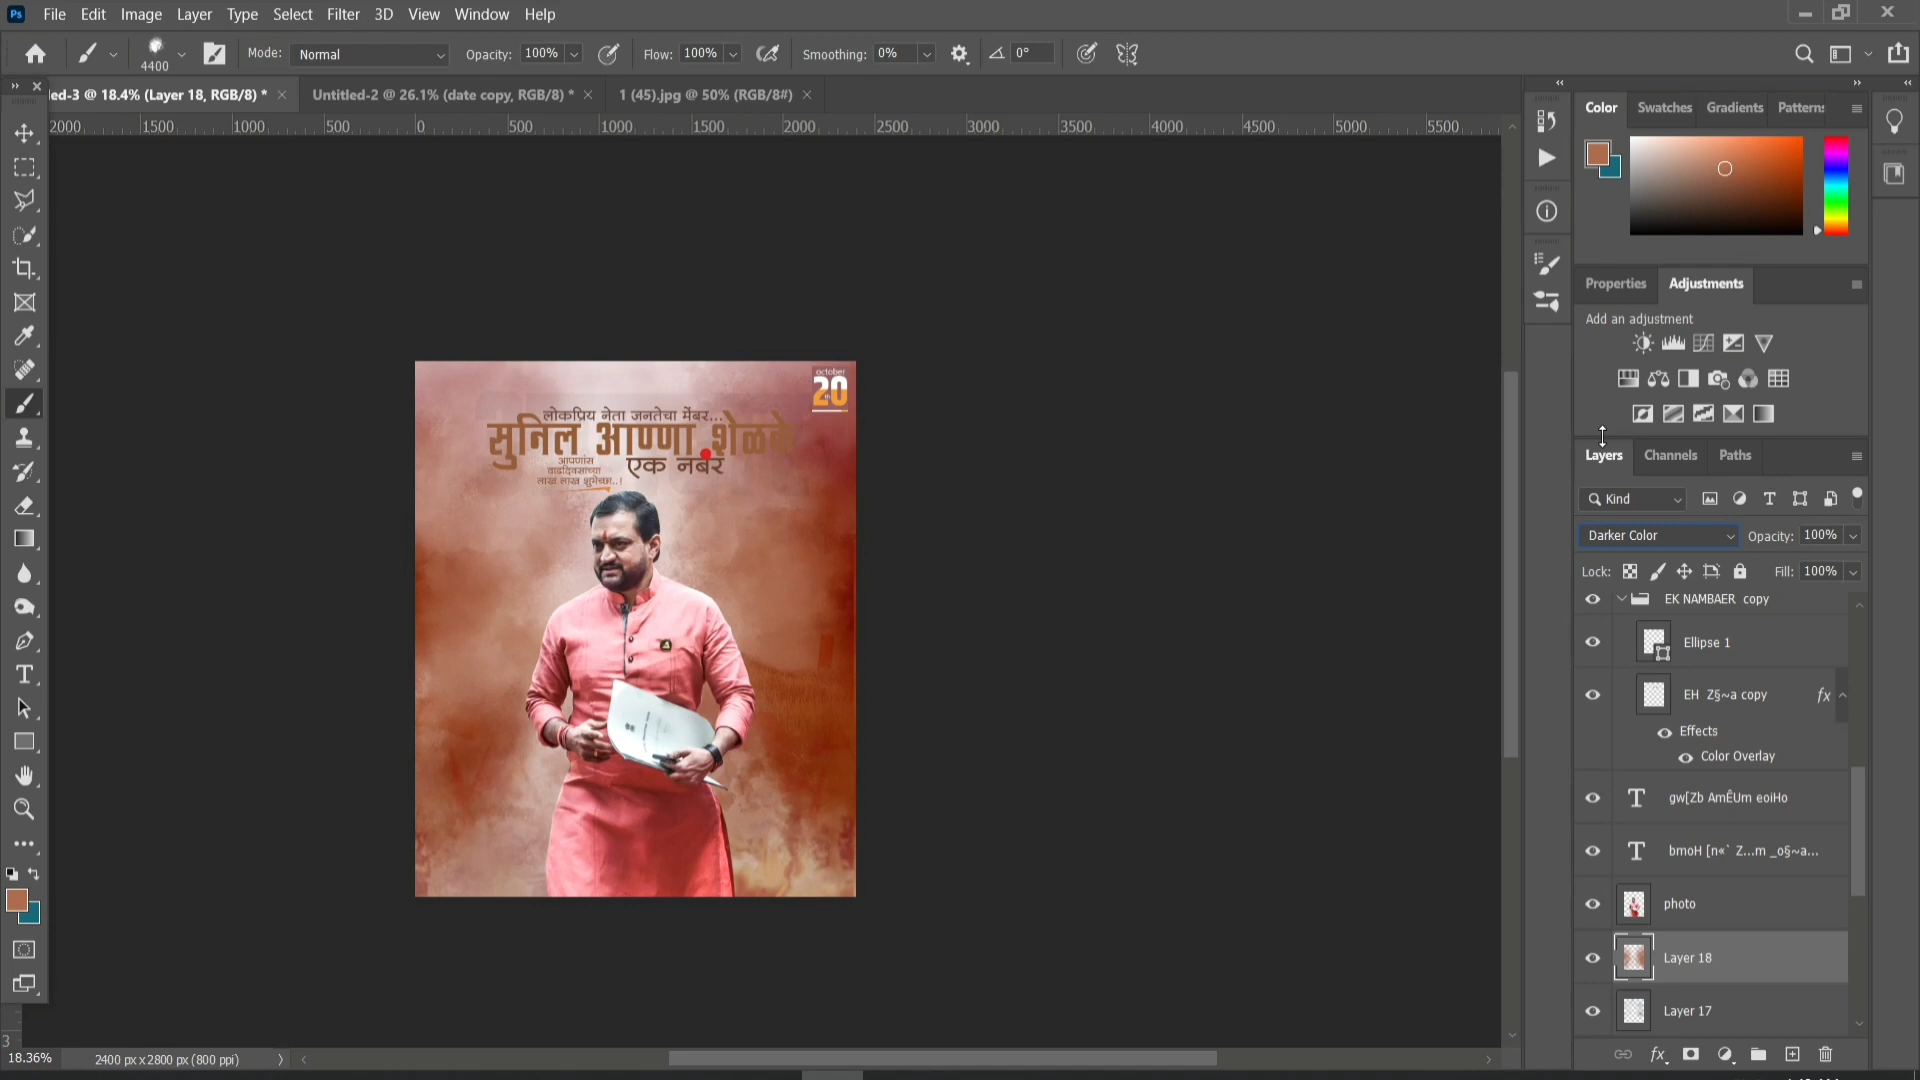 Ps File Edit Image Layer Type Select Filter 3D View Window Help
4400 Mode: Normal Opacity: 100% Flow: 100% Smoothing: 0% 0°
ed-3 @ 18.4% (Layer 18, RGB/8) * Untitled-2 @ 26.1% (date copy, RGB/8) * 1 (45).jpg @ 50% (RGB/8#)
2000 1500 1000 500 0 500 1000 1500 2000 2500 3000 3500 4000 4500 5000 5500
october
20
लोकप्रिय नेता जनतेचा मेंबर...
सुनिल आण्णा शेळके
आपणांस
वाढदिवसाच्या
लाख लाख शुभेच्छा..!
एक नंबर
Color Swatches Gradients Patterns
Properties Adjustments
Add an adjustment
Layers Channels Paths
Kind
Darker Color Opacity: 100%
Lock: Fill: 100%
EK NAMBAER copy
Ellipse 1
EH Z§~a copy fx
Effects
Color Overlay
T gw[Zb AmÊUm eoiHo
T bmoH [n«` Z...m _o§~a...
photo
Layer 18
Layer 17
fx
3
18.36% 2400 px x 2800 px (800 ppi)